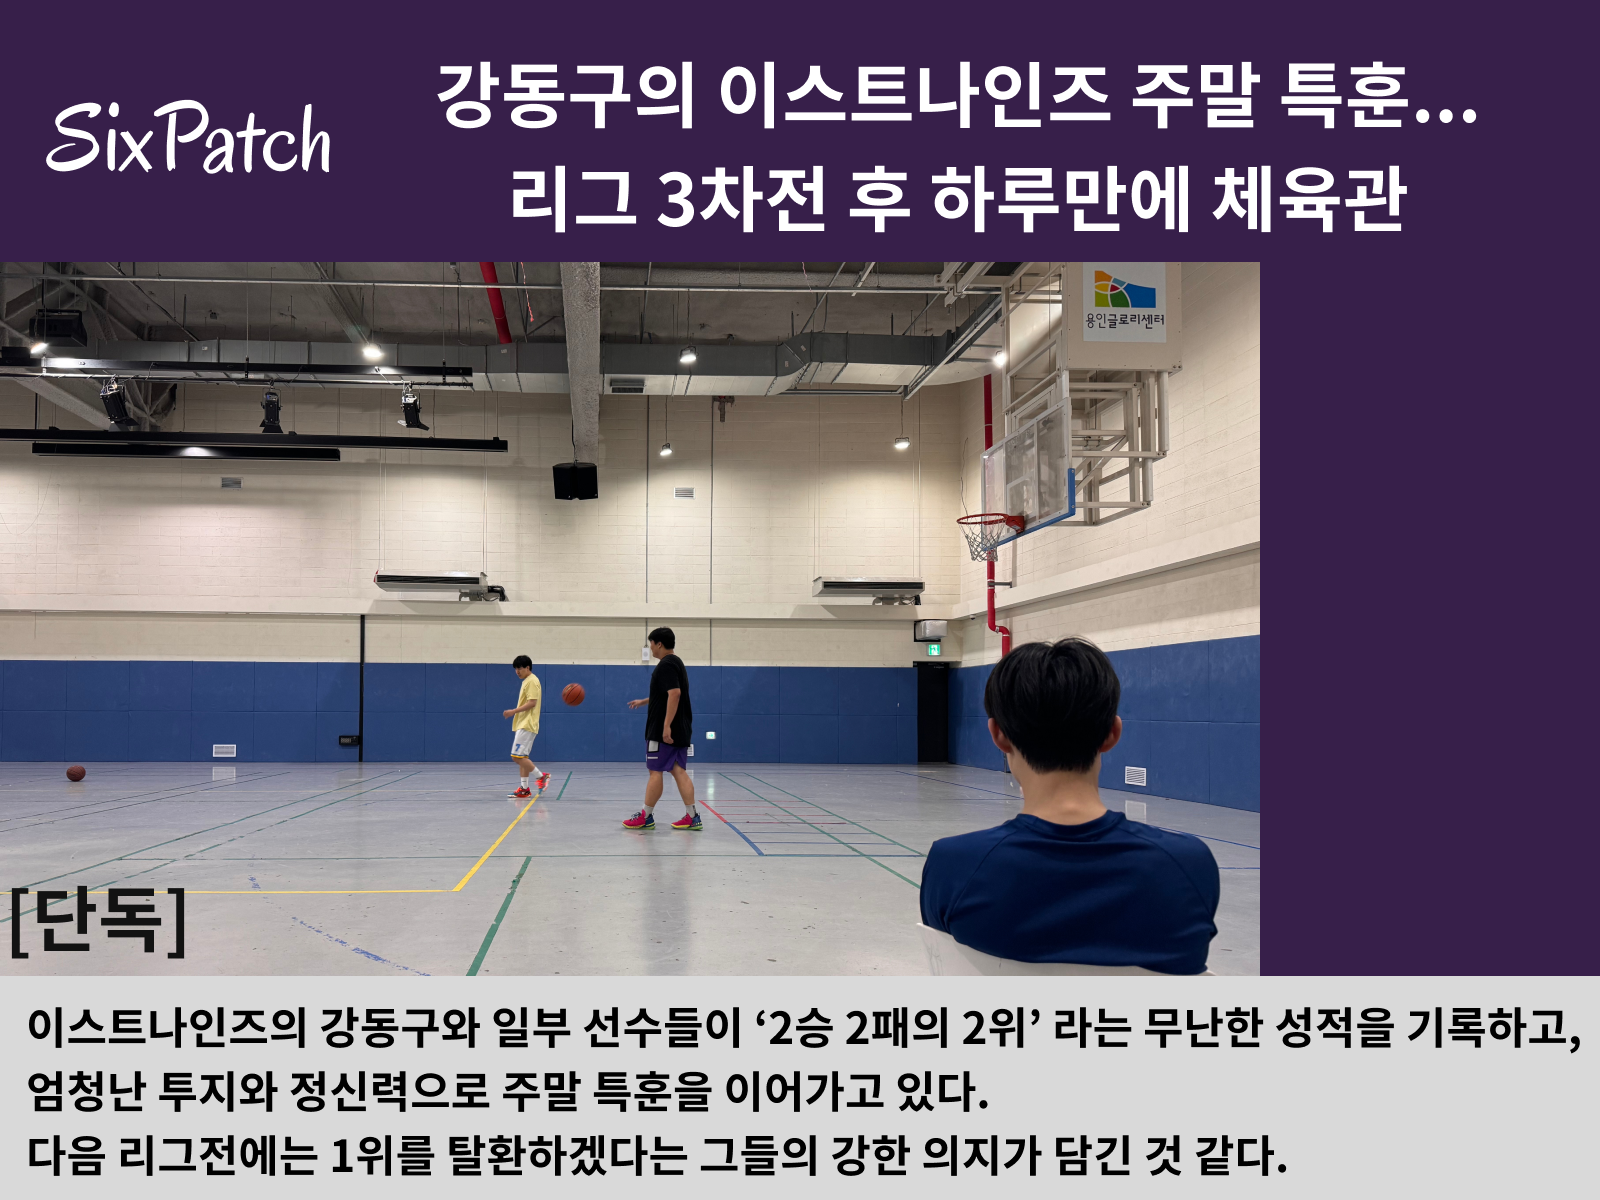 SixPatch
강동구의 이스트나인즈 주말 특훈...
리그 3차전 후 하루만에 체육관
용인글로리센터
[단독]
이스트나인즈의 강동구와 일부 선수들이 ‘2승 2패의 2위’ 라는 무난한 성적을 기록하고,
엄청난 투지와 정신력으로 주말 특훈을 이어가고 있다.
다음 리그전에는 1위를 탈환하겠다는 그들의 강한 의지가 담긴 것 같다.